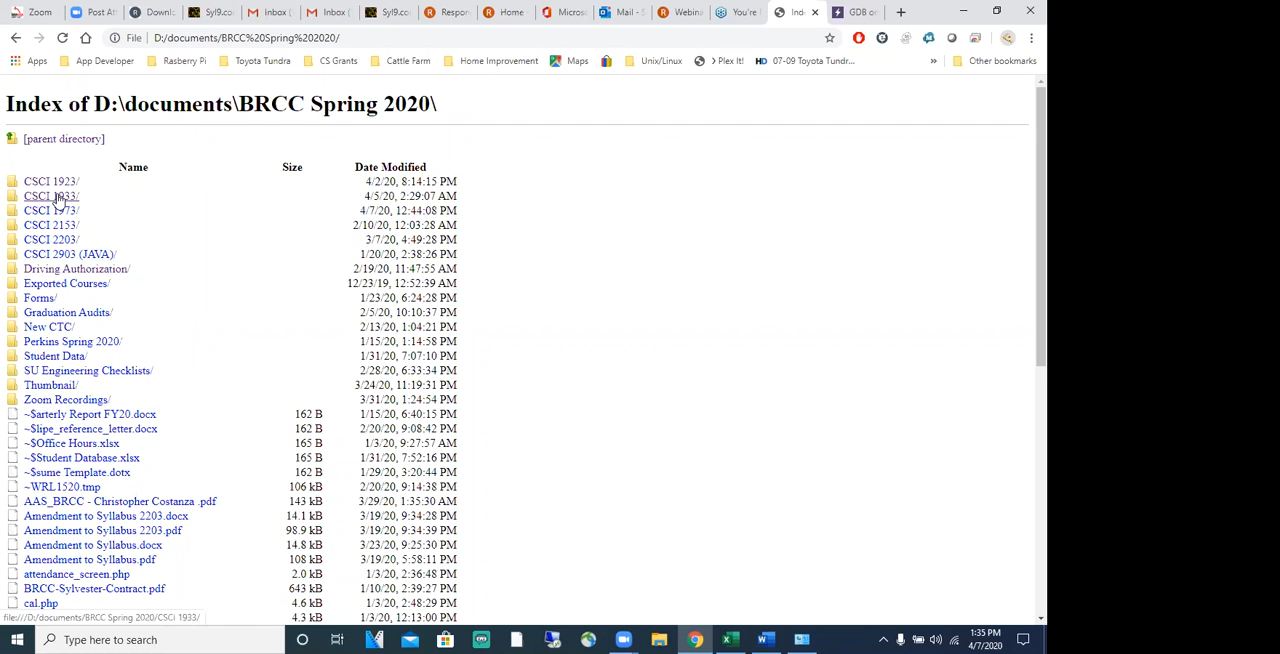 Zoom Post At Downlo Syl9.co inbox ( Inbox ( Syl9.co Respor Home - Micros Mail - S Webina You're Ind GDB on
File D:/documents/BRCC%20Spring%202020/
Apps App Developer Rasberry Pi Toyota Tundra CS Grants Cattle Farm Home Improvement Maps Unix/Linux > Plex It! HD 07-09 Toyota Tundr... » Other bookmarks
Index of D:\documents\BRCC Spring 2020\
[parent directory]
Name Size Date Modified
CSCI 1923/ 4/2/20, 8:14:15 PM
CSCI 1933/ 4/5/20, 2:29:07 AM
CSCI 1973/ 4/7/20, 12:44:08 PM
CSCI 2153/ 2/10/20, 12:03:28 AM
CSCI 2203/ 3/7/20, 4:49:28 PM
CSCI 2903 (JAVA)/ 1/20/20, 2:38:26 PM
Driving Authorization/ 2/19/20, 11:47:55 AM
Exported Courses/ 12/23/19, 12:52:39 AM
Forms/ 1/23/20, 6:24:28 PM
Graduation Audits/ 2/5/20, 10:10:37 PM
New CTC/ 2/13/20, 1:04:21 PM
Perkins Spring 2020/ 1/15/20, 1:14:58 PM
Student Data/ 1/31/20, 7:07:10 PM
SU Engineering Checklists/ 2/28/20, 6:33:34 PM
Thumbnail/ 3/24/20, 11:19:31 PM
Zoom Recordings/ 3/31/20, 1:24:54 PM
~$arterly Report FY20.docx 162 B 1/15/20, 6:40:15 PM
~$lipe_reference_letter.docx 162 B 2/20/20, 9:08:42 PM
~$Office Hours.xlsx 165 B 1/3/20, 9:27:57 AM
~$Student Database.xlsx 165 B 1/31/20, 7:52:16 PM
~$sume Template.dotx 162 B 1/29/20, 3:20:44 PM
~WRL1520.tmp 106 kB 2/20/20, 9:14:38 PM
AAS_BRCC - Christopher Costanza .pdf 143 kB 3/29/20, 1:35:30 AM
Amendment to Syllabus 2203.docx 14.1 kB 3/19/20, 9:34:28 PM
Amendment to Syllabus 2203.pdf 98.9 kB 3/19/20, 9:34:39 PM
Amendment to Syllabus.docx 14.8 kB 3/23/20, 9:25:30 PM
Amendment to Syllabus.pdf 108 kB 3/19/20, 5:58:11 PM
attendance_screen.php 2.0 kB 1/3/20, 2:36:48 PM
BRCC-Sylvester-Contract.pdf 643 kB 1/10/20, 2:39:27 PM
cal.php 4.6 kB 1/3/20, 2:48:29 PM
4.3 kB 1/3/20, 12:13:00 PM
file:///D:/documents/BRCC Spring 2020/CSCi 1933/
Type here to search
1:35 PM
4/7/2020